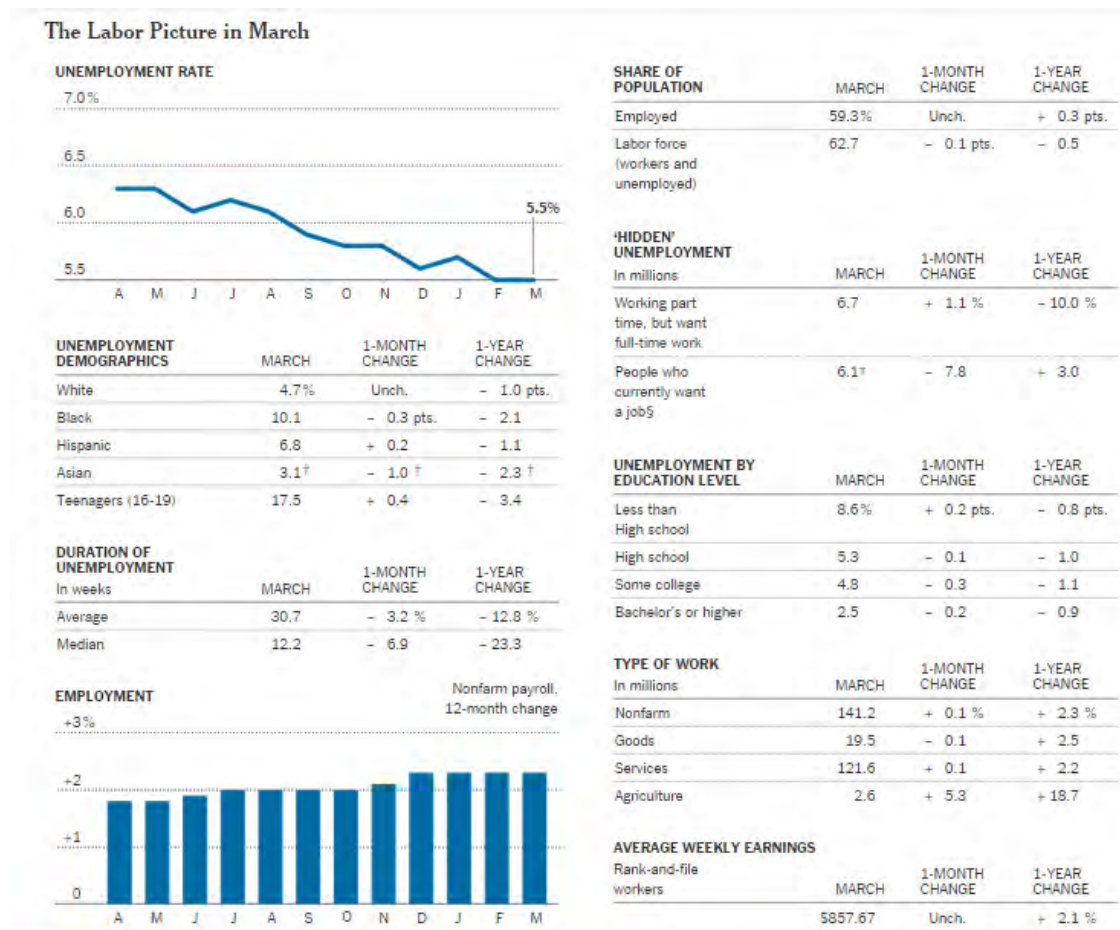 The Labor Picture in March
UNEMPLOYMENT RATE
7.0%
6.5
6.0
5.5
5.5%
A M J J A S O N D J F M
UNEMPLOYMENT
DEMOGRAPHICS MARCH 1-MONTH CHANGE 1-YEAR CHANGE
White 4.7% Unch. – 1.0 pts.
Black 10.1 – 0.3 pts. – 2.1
Hispanic 6.8 + 0.2 – 1.1
Asian 3.1† – 1.0 † – 2.3 †
Teenagers (16-19) 17.5 + 0.4 – 3.4
DURATION OF
UNEMPLOYMENT
In weeks MARCH 1-MONTH CHANGE 1-YEAR CHANGE
Average 30.7 – 3.2 % – 12.8 %
Median 12.2 – 6.9 – 23.3
EMPLOYMENT
Nonfarm payroll,
12-month change
+3%
+2
+1
0
A M J J A S O N D J F M
SHARE OF
POPULATION MARCH 1-MONTH CHANGE 1-YEAR CHANGE
Employed 59.3% Unch. + 0.3 pts.
Labor force 62.7 – 0.1 pts. – 0.5
(workers and
unemployed)
'HIDDEN'
UNEMPLOYMENT
In millions MARCH 1-MONTH CHANGE 1-YEAR CHANGE
Working part 6.7 + 1.1 % – 10.0 %
time, but want
full-time work
People who 6.1† – 7.8 + 3.0
currently want
a job§
UNEMPLOYMENT BY
EDUCATION LEVEL MARCH 1-MONTH CHANGE 1-YEAR CHANGE
Less than 8.6% + 0.2 pts. – 0.8 pts.
High school
High school 5.3 – 0.1 – 1.0
Some college 4.8 – 0.3 – 1.1
Bachelor's or higher 2.5 – 0.2 – 0.9
TYPE OF WORK
In millions MARCH 1-MONTH CHANGE 1-YEAR CHANGE
Nonfarm 141.2 + 0.1 % + 2.3 %
Goods 19.5 – 0.1 + 2.5
Services 121.6 + 0.1 + 2.2
Agriculture 2.6 + 5.3 + 18.7
AVERAGE WEEKLY EARNINGS
Rank-and-file
workers MARCH 1-MONTH CHANGE 1-YEAR CHANGE
$857.67 Unch. + 2.1 %